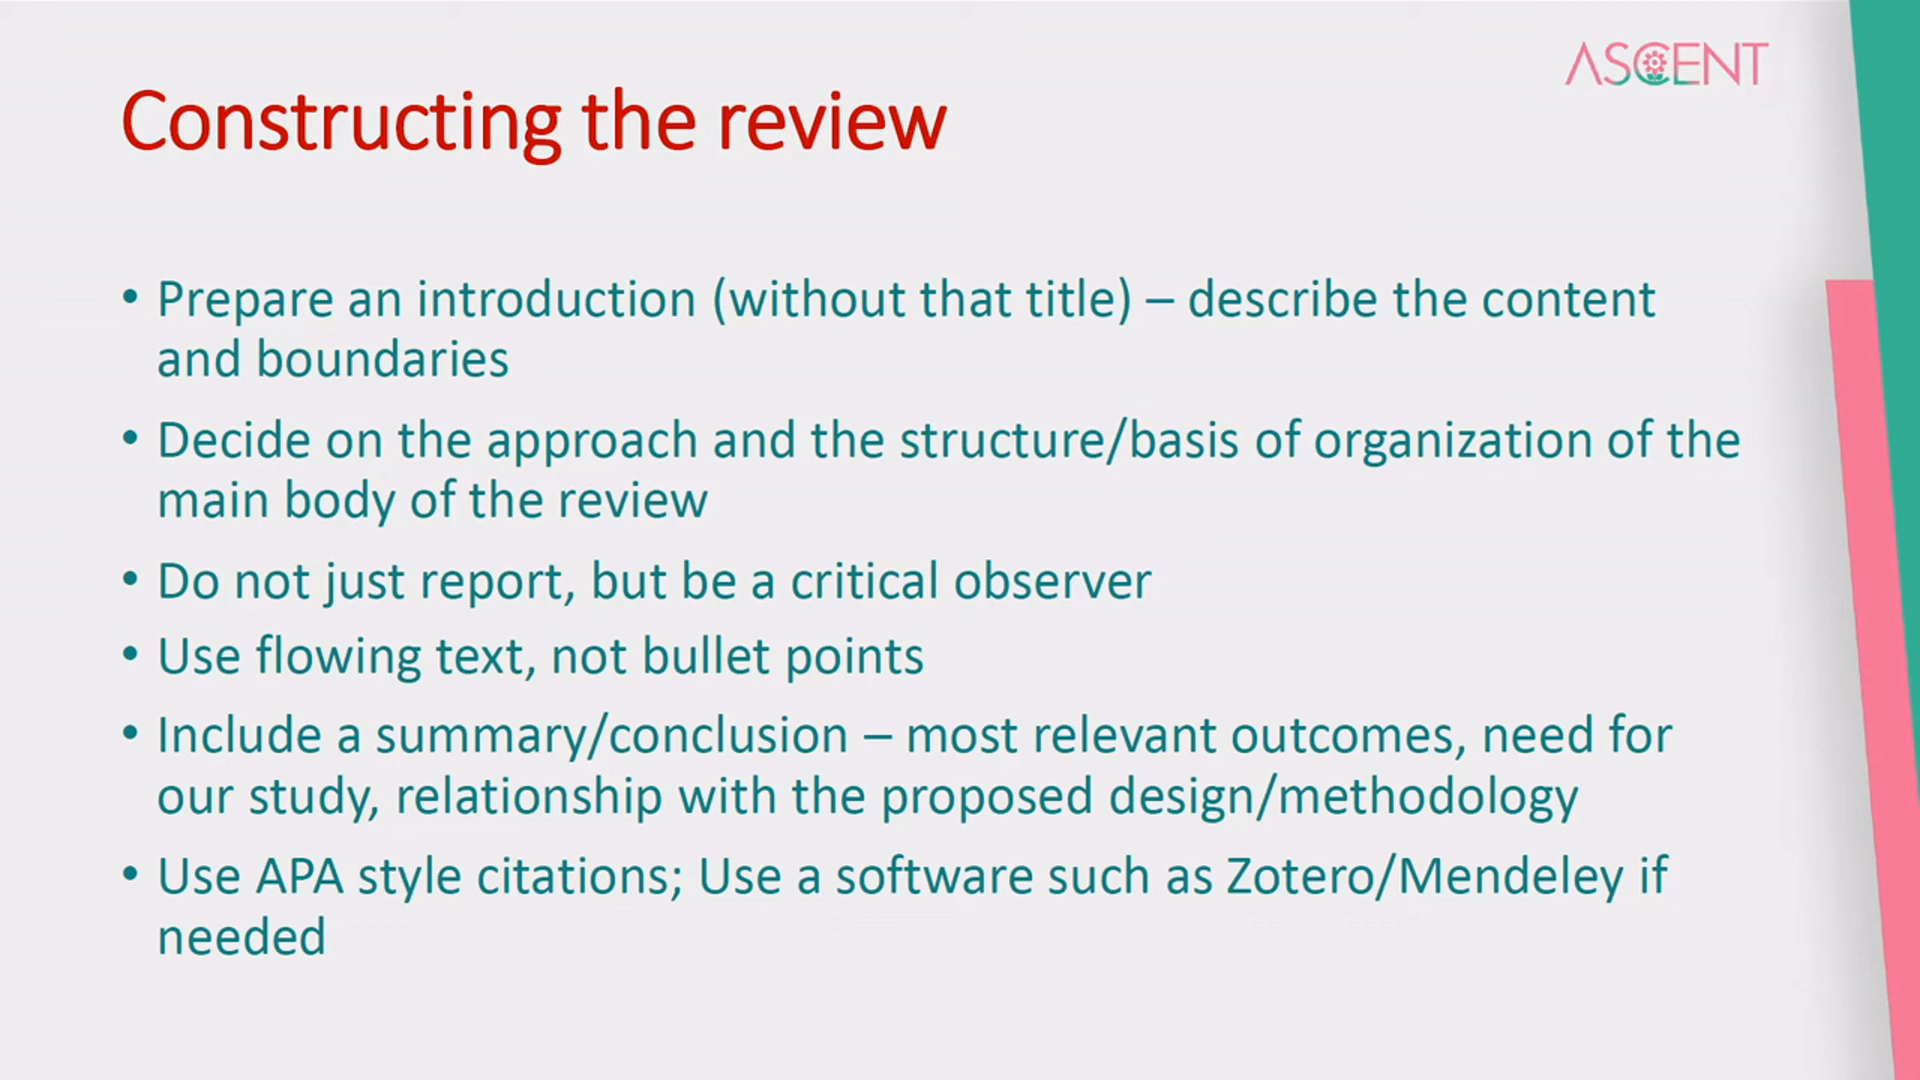 ASCENT
Constructing the review
• Prepare an introduction (without that title) – describe the content
and boundaries
• Decide on the approach and the structure/basis of organization of the
main body of the review
• Do not just report, but be a critical observer
• Use flowing text, not bullet points
• Include a summary/conclusion – most relevant outcomes, need for
our study, relationship with the proposed design/methodology
• Use APA style citations; Use a software such as Zotero/Mendeley if
needed